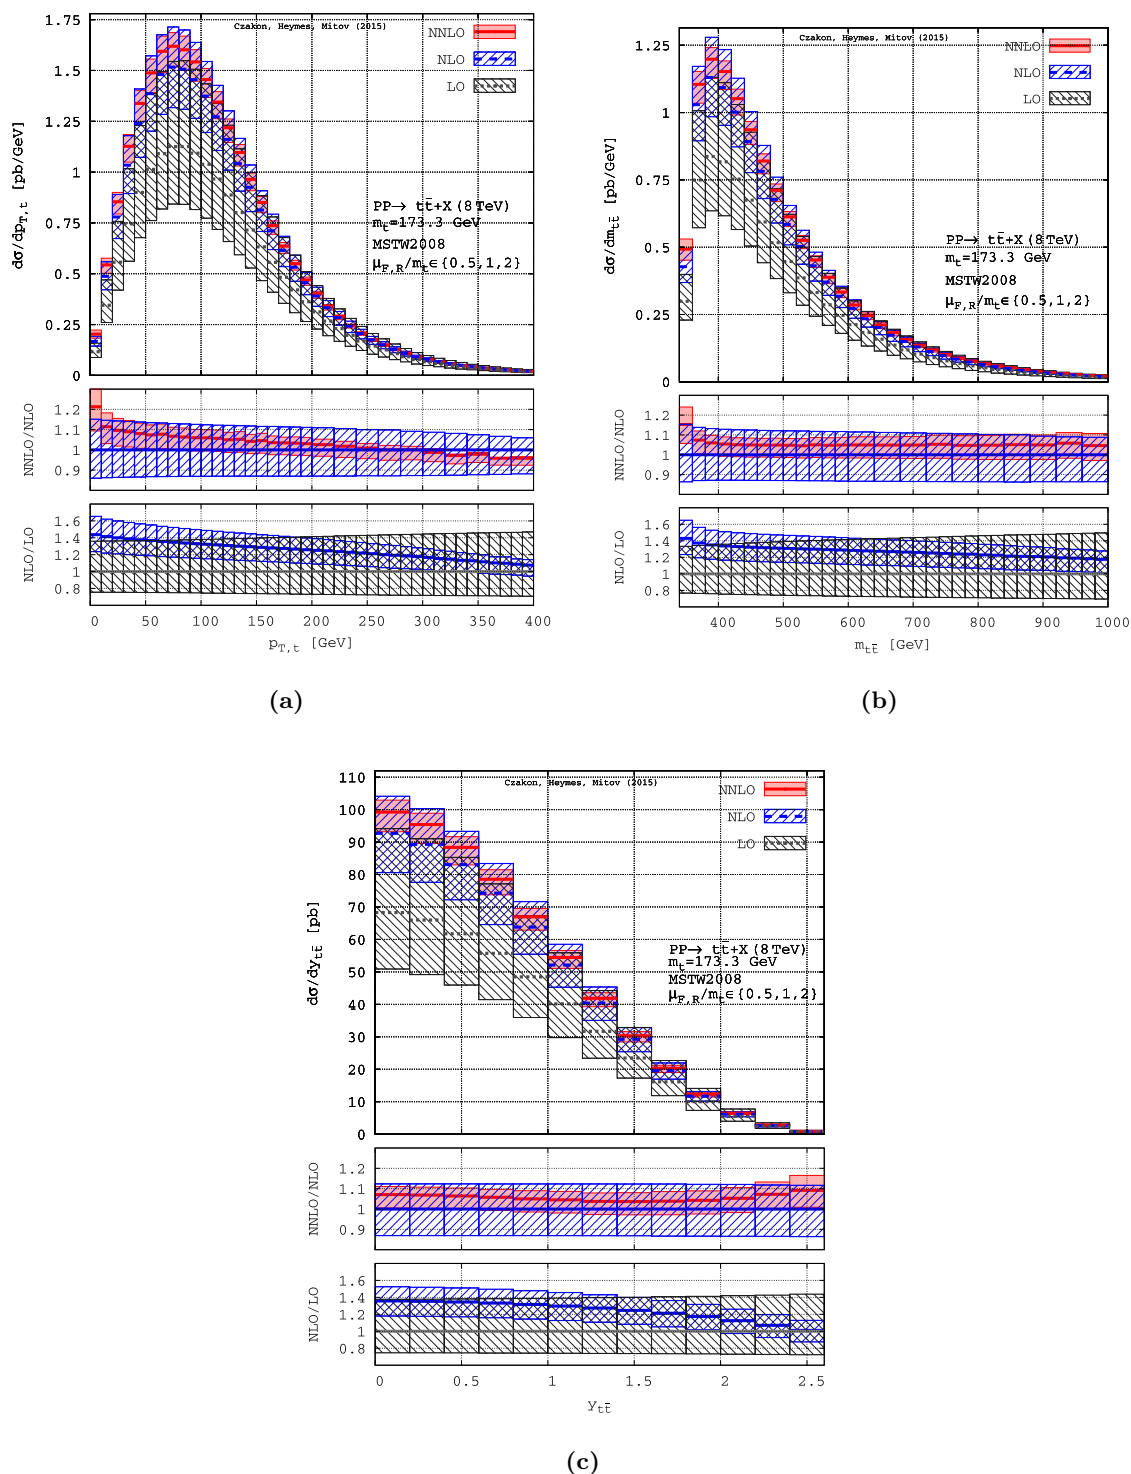 Czakon, Heymes, Mitov (2015)
NNLO
NLO
LO
dσ/dp_T,t [pb/GeV]
1.75
1.5
1.25
1
0.75
0.5
0.25
0
PP→ tt̄+X (8 TeV)
m_t=173.3 GeV
MSTW2008
μ_F,R/m_t∈{0.5,1,2}
NNLO/NLO
1.2
1.1
1
0.9
NLO/LO
1.6
1.4
1.2
1
0.8
0 50 100 150 200 250 300 350 400
p_T,t [GeV]
(a)
Czakon, Heymes, Mitov (2015)
NNLO
NLO
LO
dσ/dm_tt̄ [pb/GeV]
1.25
1
0.75
0.5
0.25
0
PP→ tt̄+X (8 TeV)
m_t=173.3 GeV
MSTW2008
μ_F,R/m_t∈{0.5,1,2}
NNLO/NLO
1.2
1.1
1
0.9
NLO/LO
1.6
1.4
1.2
1
0.8
400 500 600 700 800 900 1000
m_tt̄ [GeV]
(b)
Czakon, Heymes, Mitov (2015)
NNLO
NLO
LO
dσ/dy_tt̄ [pb]
110
100
90
80
70
60
50
40
30
20
10
0
PP→ tt̄+X (8 TeV)
m_t=173.3 GeV
MSTW2008
μ_F,R/m_t∈{0.5,1,2}
NNLO/NLO
1.2
1.1
1
0.9
NLO/LO
1.6
1.4
1.2
1
0.8
0 0.5 1 1.5 2 2.5
y_tt̄
(c)